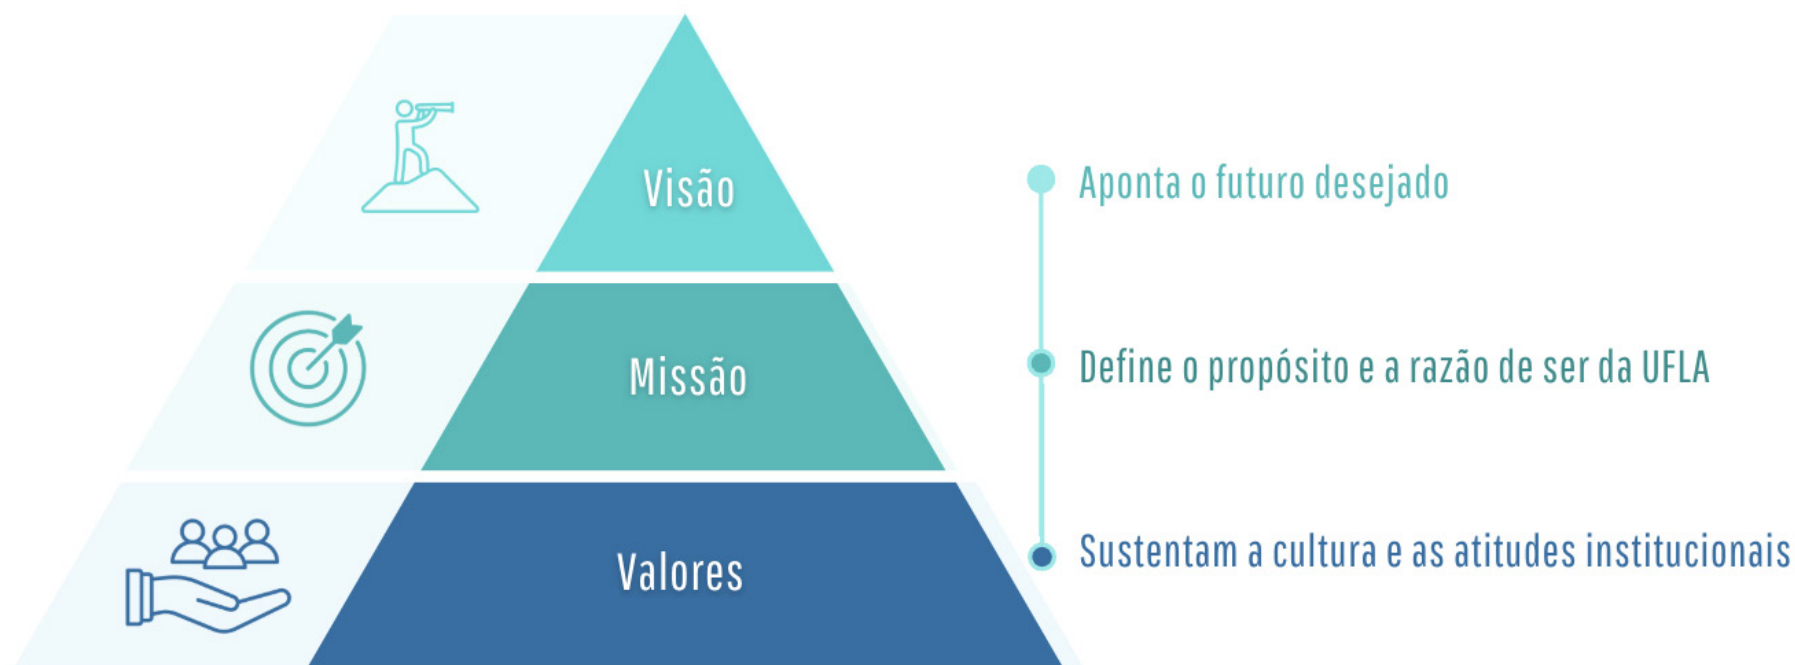 Visão
Aponta o futuro desejado
Missão
Define o propósito e a razão de ser da UFLA
Valores
Sustentam a cultura e as atitudes institucionais